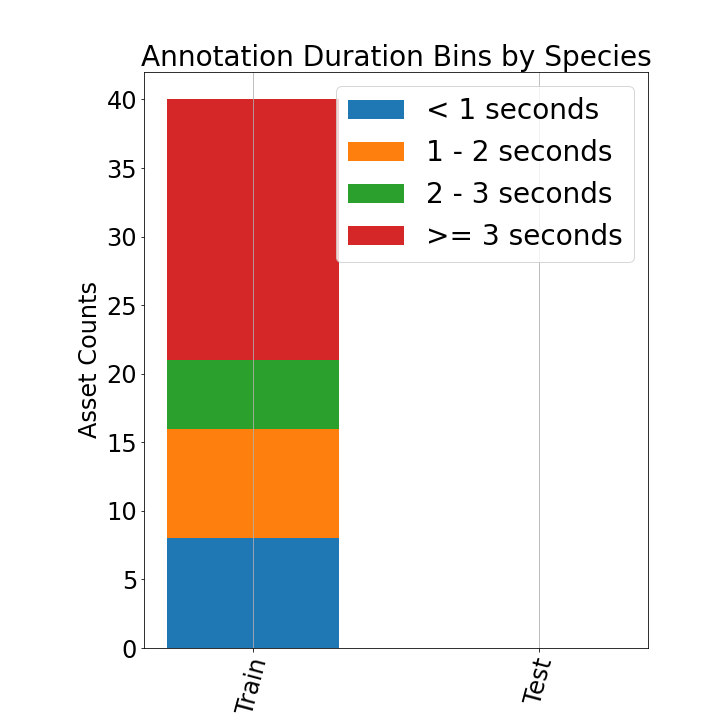 Annotation Duration Bins by Species
40
35
30
25
20
15
10
5
0
Asset Counts
< 1 seconds
1 - 2 seconds
2 - 3 seconds
>= 3 seconds
Train
Test